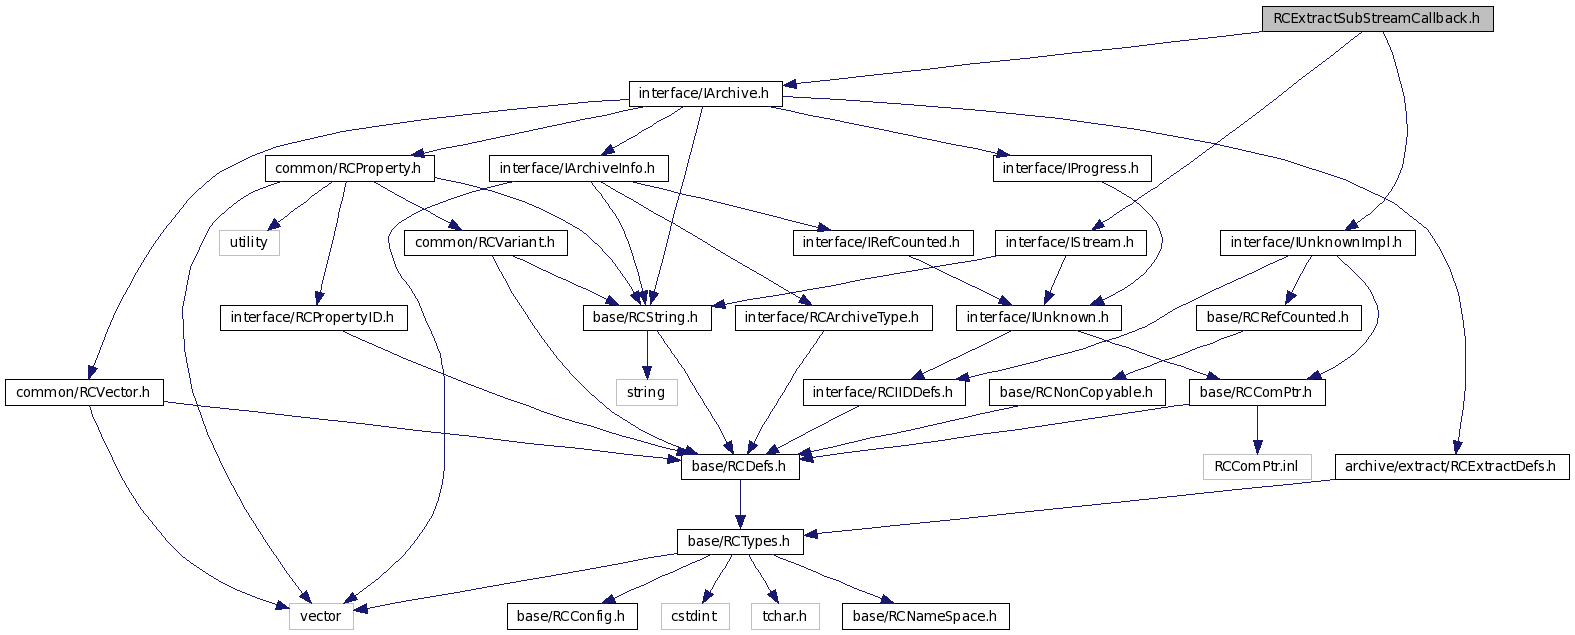 RCExtractSubStreamCallback.h
interface/IArchive.h
common/RCProperty.h
interface/IArchiveInfo.h
interface/IProgress.h
utility
common/RCVariant.h
interface/IRefCounted.h
interface/IStream.h
interface/IUnknownImpl.h
interface/RCPropertyID.h
base/RCString.h
interface/RCArchiveType.h
interface/IUnknown.h
base/RCRefCounted.h
common/RCVector.h
string
interface/RCIIDDefs.h
base/RCNonCopyable.h
base/RCComPtr.h
base/RCDefs.h
RCComPtr.inl
archive/extract/RCExtractDefs.h
base/RCTypes.h
vector
base/RCConfig.h
cstdint
tchar.h
base/RCNameSpace.h